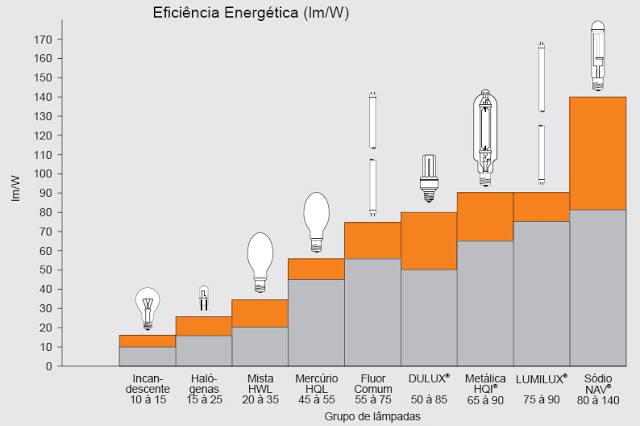 Eficiência Energética (lm/W)
170
160
150
140
130
120
110
100
90
80
70
60
50
40
30
20
10
0
lm/W
Incan-
descente
10 à 15
Haló-
genas
15 à 25
Mista
HWL
20 à 35
Mercúrio
HQL
45 à 55
Fluor
Comum
55 à 75
DULUX®
50 à 85
Metálica
HQI®
65 à 90
LUMILUX®
75 à 90
Sódio
NAV®
80 à 140
Grupo de lâmpadas